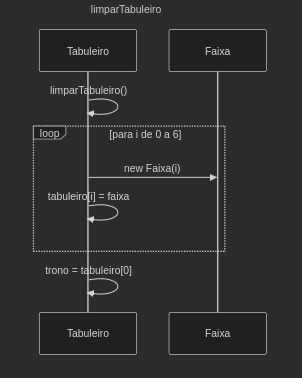 limparTabuleiro
Tabuleiro
Faixa
limparTabuleiro()
loop
[para i de 0 a 6]
new Faixa(i)
tabuleiro[i] = faixa
trono = tabuleiro[0]
Tabuleiro
Faixa